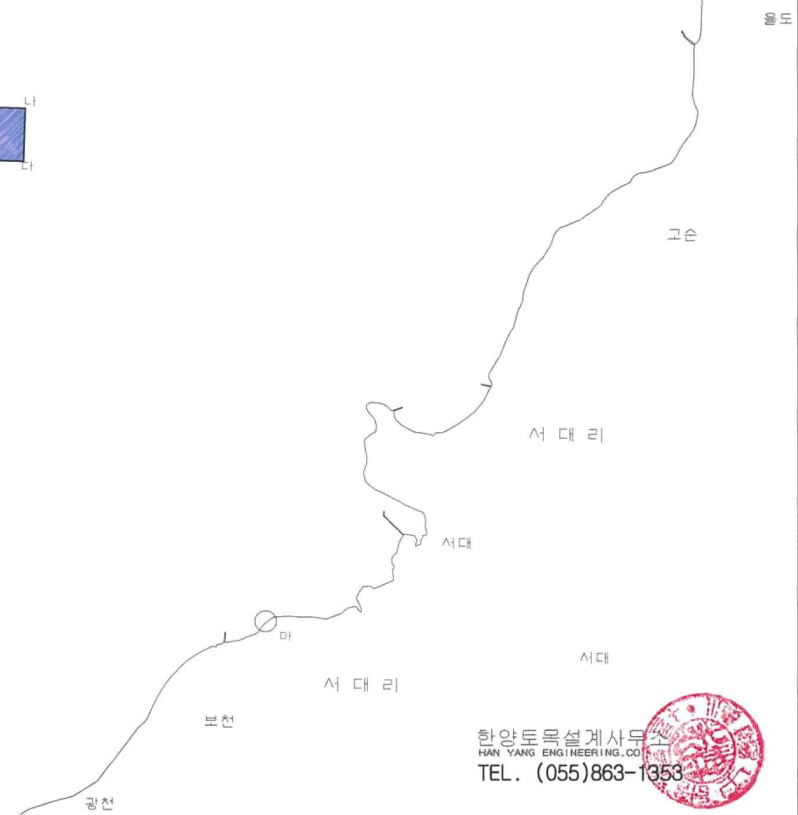 울도
나
다
고순
서 대 리
서대
마
서대
서 대 리
보천
한양토목설계사무소
HAN YANG ENGINEERING.CO
TEL. (055)863-1353
광천